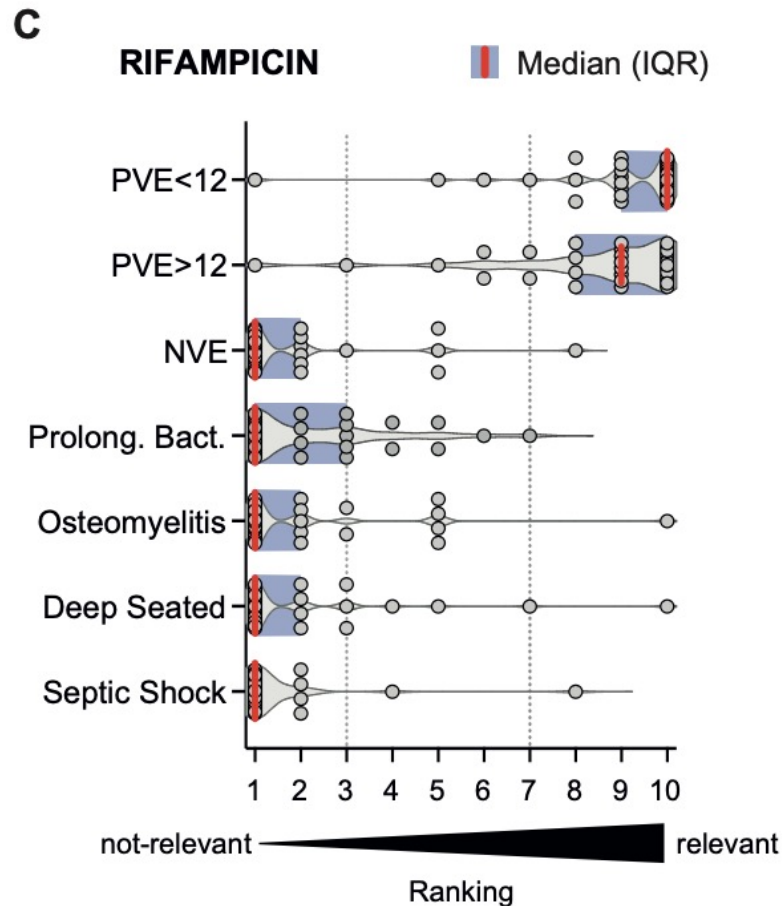 C
RIFAMPICIN
Median (IQR)
PVE<12
PVE>12
NVE
Prolong. Bact.
Osteomyelitis
Deep Seated
Septic Shock
1 2 3 4 5 6 7 8 9 10
not-relevant relevant
Ranking